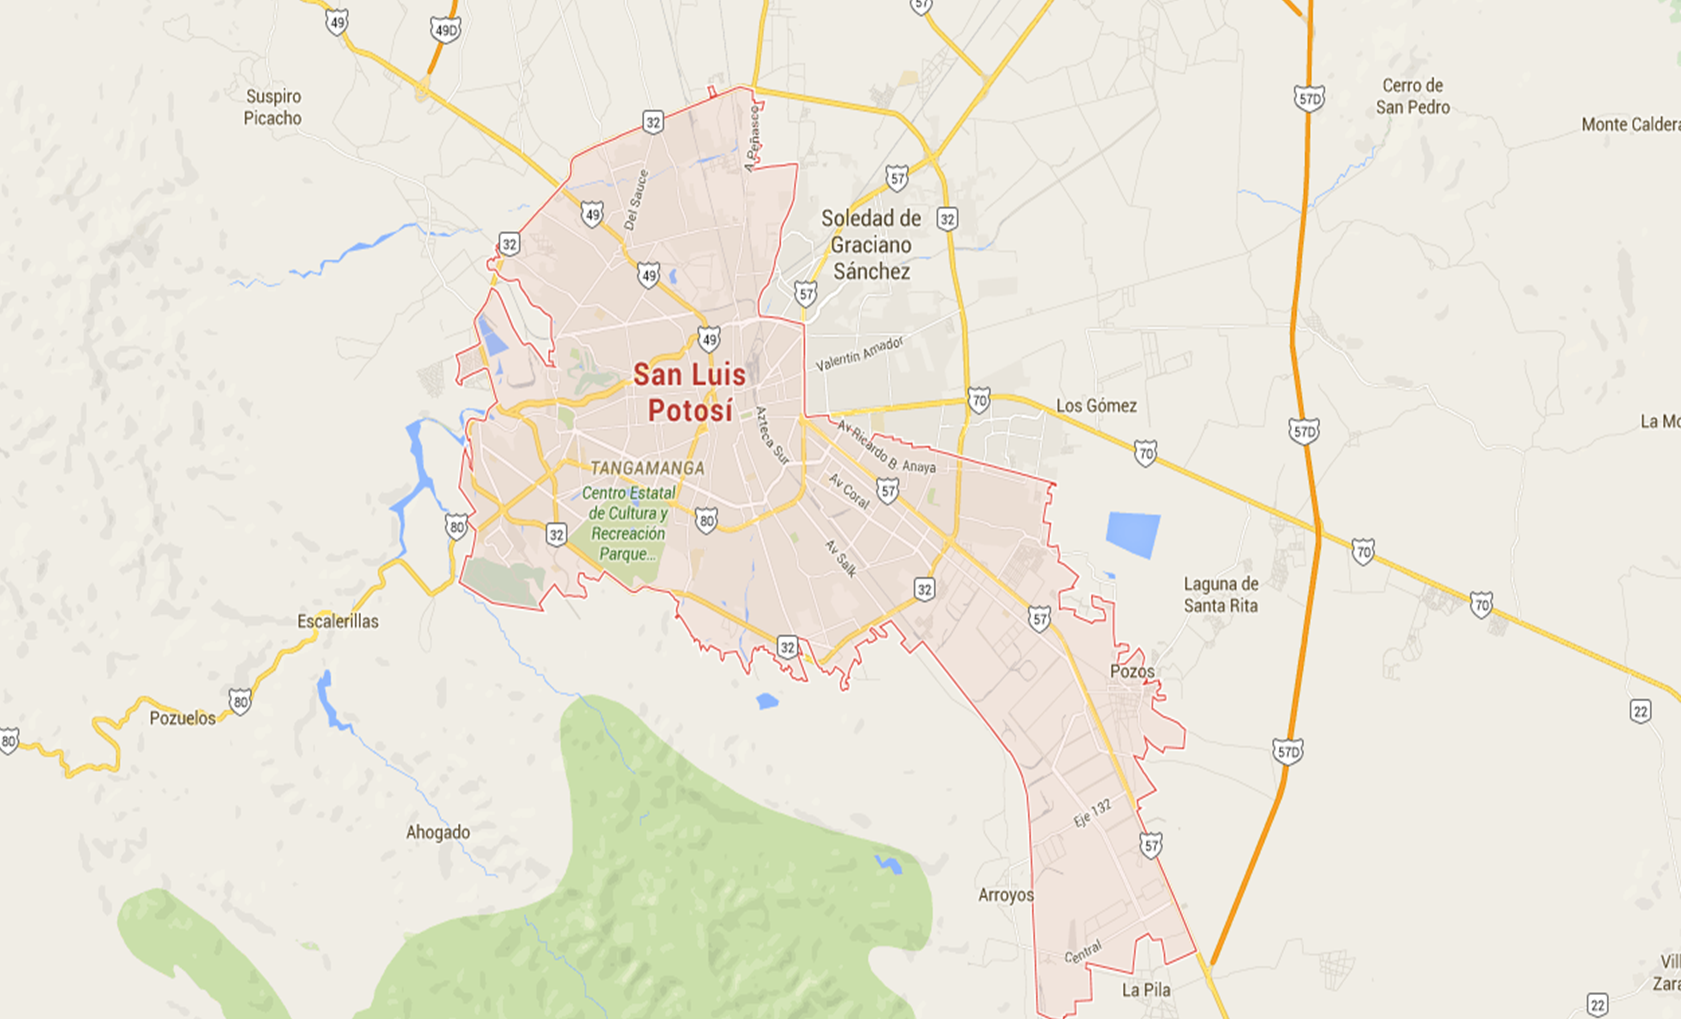 49
49D
57
Suspiro
Picacho
32
A Peñasco
57D
Cerro de
San Pedro
Monte Caldera
57
Del Sauce
49
32
Soledad de
Graciano
Sánchez
32
49
57
49
Valentín Amador
San Luis
Potosí
70
Los Gómez
57D
La Mo
Azteca Sur
Av Ricardo B. Anaya
70
TANGAMANGA
Centro Estatal
de Cultura y
Recreación
Parque...
Av Coral
57
80
32
80
Av Salk
70
32
Laguna de
Santa Rita
70
Escalerillas
57
32
Pozos
80
Pozuelos
22
80
57D
Eje 132
Ahogado
57
Arroyos
Central
La Pila
Vill
Zara
22